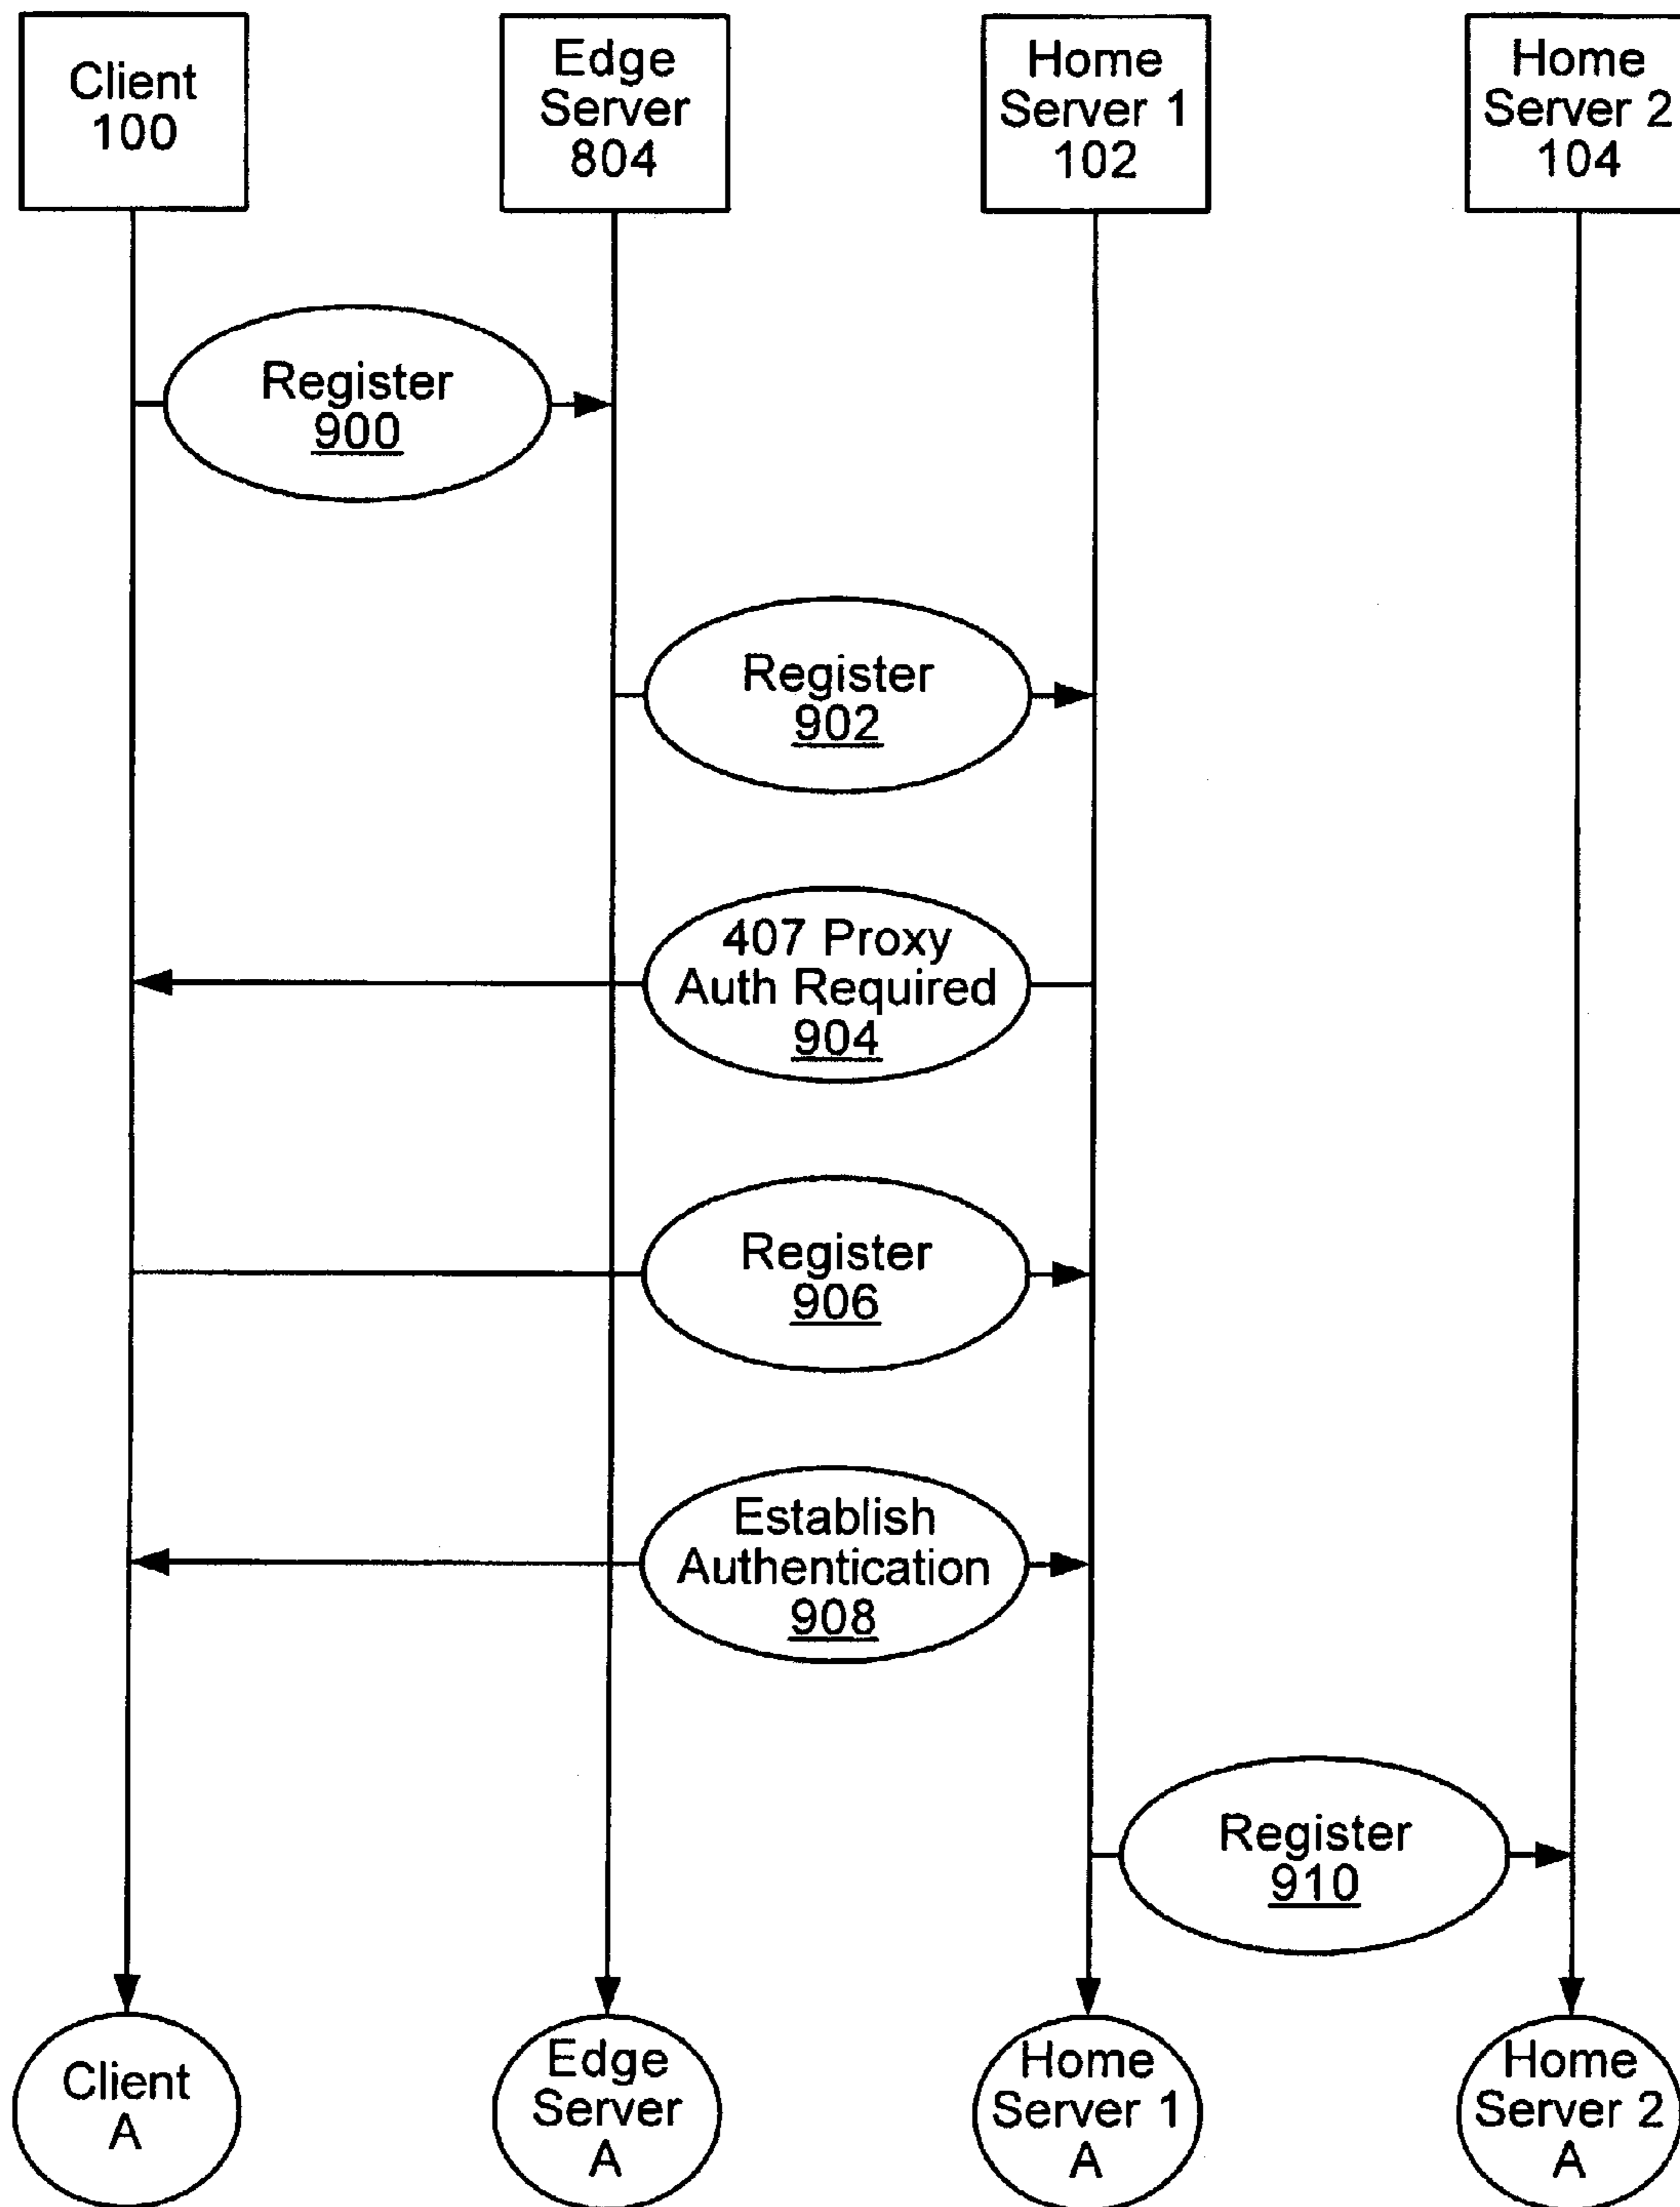 Client
100
Edge
Server
804
Home
Server 1
102
Home
Server 2
104
Register
900
Register
902
407 Proxy
Auth Required
904
Register
906
Establish
Authentication
908
Register
910
Client
A
Edge
Server
A
Home
Server 1
A
Home
Server 2
A